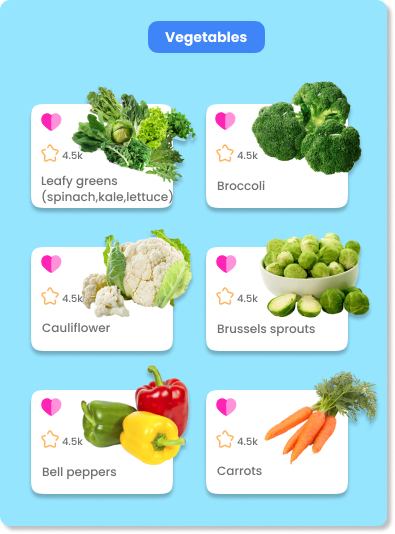 Vegetables
4.5k
Leafy greens
(spinach,kale,lettuce)
4.5k
Broccoli
4.5k
Cauliflower
4.5k
Brussels sprouts
4.5k
Bell peppers
4.5k
Carrots